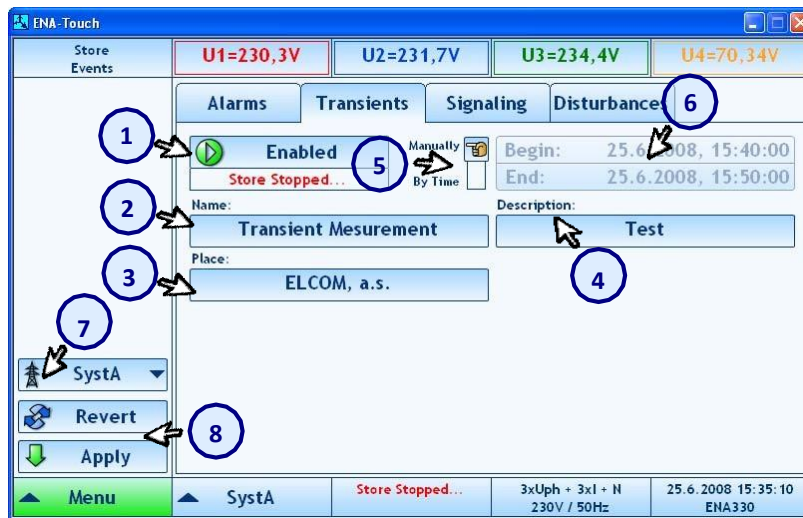 ENA-Touch
Store
Events
U1=230,3V
U2=231,7V
U3=234,4V
U4=70,34V
Alarms
Transients
Signaling
Disturbances
6
1
Enabled
Store Stopped...
5
Manually
By Time
Begin: 25.6.2008, 15:40:00
End: 25.6.2008, 15:50:00
2
Name:
Transient Mesurement
Description:
Test
3
Place:
ELCOM, a.s.
4
7
SystA
Revert
8
Apply
Menu
SystA
Store Stopped...
3xUph + 3xI + N
230V / 50Hz
25.6.2008 15:35:10
ENA330